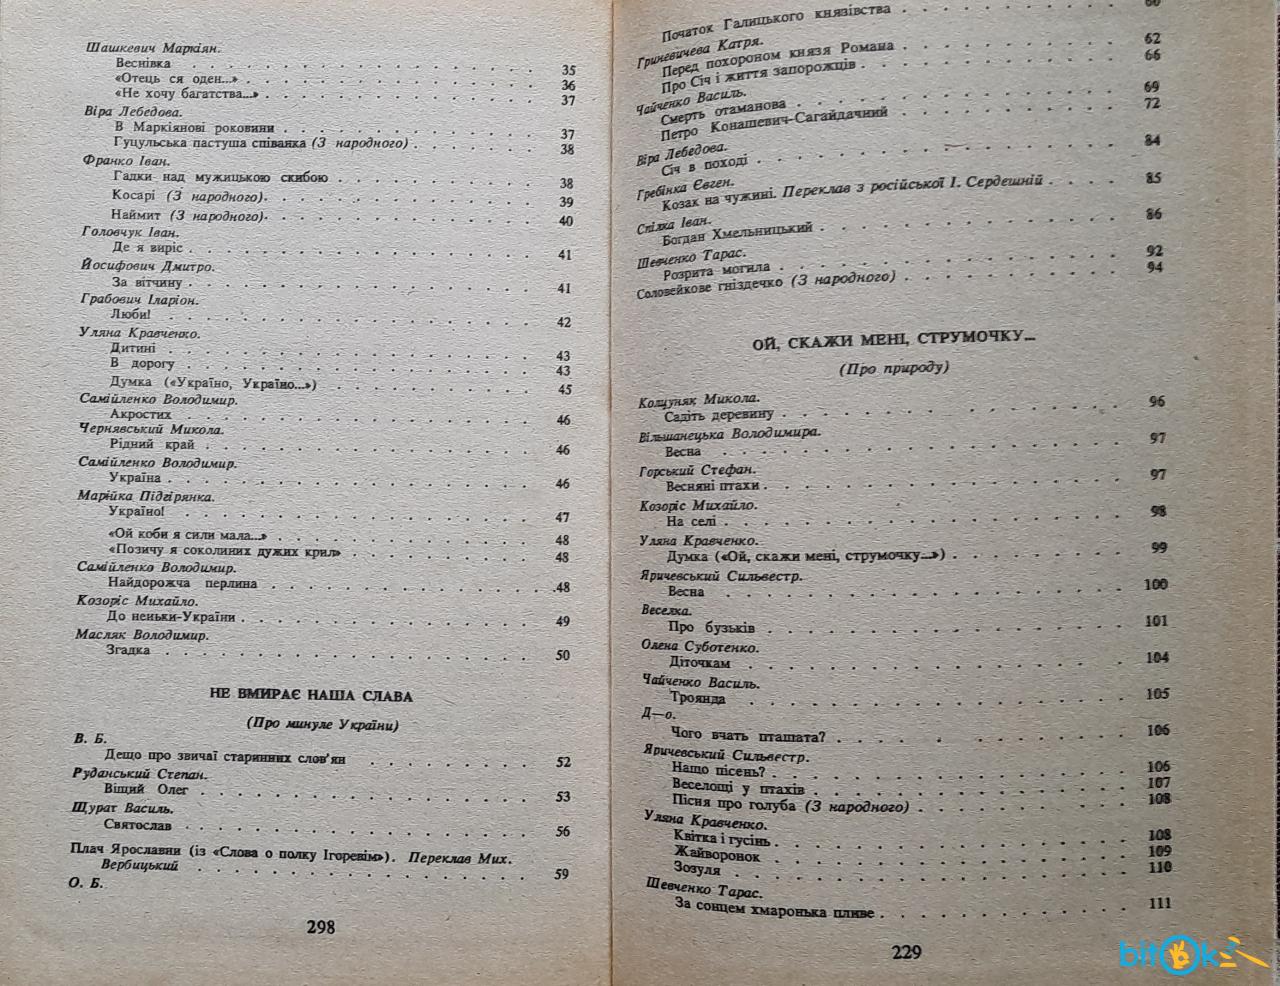 Шашкевич Маркіян.
Веснівка . . . . . . . . . . . . . . . . 35
«Отець ся оден...» . . . . . . . . . . . . . . . . 36
«Не хочу багатства...» . . . . . . . . . . . . . . . . 37
Віра Лебедова.
В Маркіянові роковини . . . . . . . . . . . . . . 37
Гуцульська пастуша співанка (З народного) . . . . . . . 38
Франко Іван.
Гадки над мужицькою скибою . . . . . . . . . . . 38
Косарі (З народного). . . . . . . . . . . . . . . 39
Наймит (З народного). . . . . . . . . . . . . . . 40
Головчук Іван.
Де я виріс . . . . . . . . . . . . . . . . . . 41
Йосифович Дмитро.
За вітчину . . . . . . . . . . . . . . . . . . 41
Грабович Іларіон.
Люби! . . . . . . . . . . . . . . . . . . . 42
Уляна Кравченко.
Дитині . . . . . . . . . . . . . . . . . . . 43
В дорогу . . . . . . . . . . . . . . . . . . 43
Думка («Україно, Україно...») . . . . . . . . . . 45
Самійленко Володимир.
Акростих . . . . . . . . . . . . . . . . . . 46
Чернявський Микола.
Рідний край . . . . . . . . . . . . . . . . . 46
Самійленко Володимир.
Україна . . . . . . . . . . . . . . . . . . 46
Марійка Підгірянка.
Україно! . . . . . . . . . . . . . . . . . . 47
«Ой коби я сили мала...» . . . . . . . . . . . . . 48
«Позичу я соколиних дужих крил» . . . . . . . . . . 48
Самійленко Володимир.
Найдорожча перлина . . . . . . . . . . . . . . .48
Козоріс Михайло.
До неньки-України . . . . . . . . . . . . . . . 49
Масляк Володимир.
Згадка . . . . . . . . . . . . . . . . . . . 50
НЕ ВМИРАЄ НАША СЛАВА
(Про минуле України)
В. Б.
Дещо про звичаї старинних слов'ян . . . . . . . . . 52
Руданський Степан.
Віщий Олег . . . . . . . . . . . . . . . . . 53
Щурат Василь.
Святослав . . . . . . . . . . . . . . . . . . 56
Плач Ярославни (із «Слова о полку Ігоревім»). Переклав Мих.
Вербицький . . . . . . . . . . . . . . . . . 59
О. Б.
298
Початок Галицького князівства . . . . . . . . . . 60
Гриневичева Катря.
Перед похороном князя Романа . . . . . . . . . . 62
Про Січ і життя запорожців . . . . . . . . . . . . 66
Чайченко Василь.
Смерть отаманова . . . . . . . . . . . . . . . 69
Петро Конашевич-Сагайдачний . . . . . . . . . . 72
Віра Лебедова.
Січ в поході . . . . . . . . . . . . . . . . . 84
Гребінка Євген.
Козак на чужині. Переклав з російської І. Сердешній . . . . 85
Спілка Іван.
Богдан Хмельницький . . . . . . . . . . . . . . 86
Шевченко Тарас.
Розрита могила . . . . . . . . . . . . . . . . 92
Соловейкове гніздечко (З народного) . . . . . . . . . 94
ОЙ, СКАЖИ МЕНІ, СТРУМОЧКУ...
(Про природу)
Колцуняк Микола.
Садіть деревину . . . . . . . . . . . . . . . . 96
Вільшанецька Володимира.
Весна . . . . . . . . . . . . . . . . . . . 97
Горський Стефан.
Весняні птахи . . . . . . . . . . . . . . . . . 97
Козоріс Михайло.
На селі . . . . . . . . . . . . . . . . . . 98
Уляна Кравченко.
Думка («Ой, скажи мені, струмочку...») . . . . . . . . 99
Яричевський Сильвестр.
Весна . . . . . . . . . . . . . . . . . . . 100
Веселка.
Про бузьків . . . . . . . . . . . . . . . . . 101
Олена Суботенко.
Діточкам . . . . . . . . . . . . . . . . . . 104
Чайченко Василь.
Троянда . . . . . . . . . . . . . . . . . . 105
Д—о.
Чого вчать пташата? . . . . . . . . . . . . . . 106
Яричевський Сильвестр.
Нащо пісень? . . . . . . . . . . . . . . . . . 106
Веселощі у птахів . . . . . . . . . . . . . . . 107
Пісня про голуба (З народного) . . . . . . . . . . 108
Уляна Кравченко.
Квітка і гусінь . . . . . . . . . . . . . . . . . 108
Жайворонок . . . . . . . . . . . . . . . . . 109
Зозуля . . . . . . . . . . . . . . . . . . . 110
Шевченко Тарас.
За сонцем хмаронька пливе . . . . . . . . . . . . 111
229
bitok